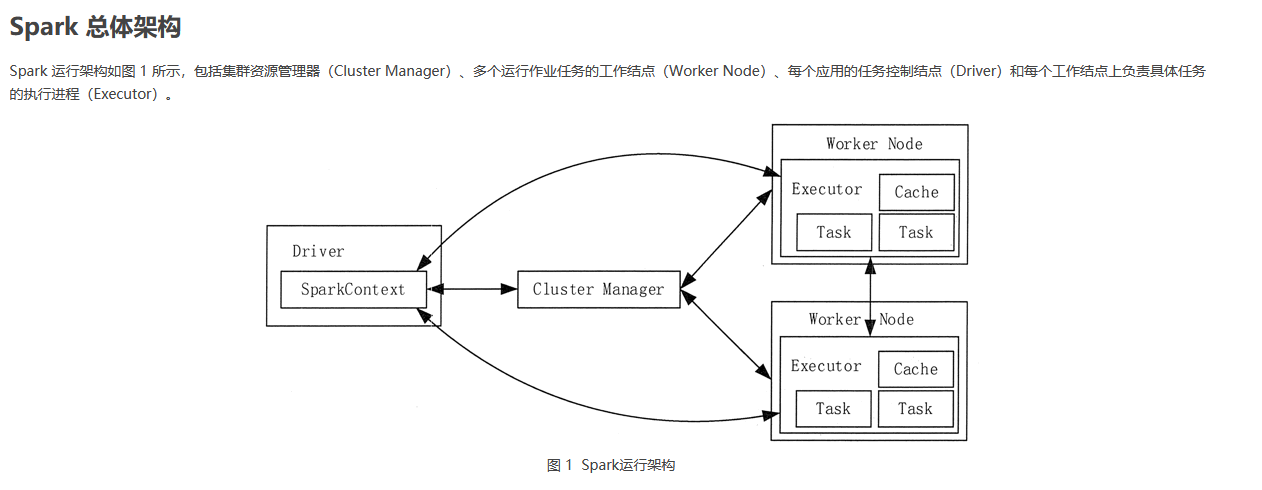 Spark 总体架构
Spark 运行架构如图 1 所示，包括集群资源管理器（Cluster Manager）、多个运行作业任务的工作结点（Worker Node）、每个应用的任务控制结点（Driver）和每个工作结点上负责具体任务
的执行进程（Executor）。
Worker Node
Executor
Cache
Task
Task
Driver
SparkContext
Cluster Manager
Worker Node
Executor
Cache
Task
Task
图 1 Spark运行架构